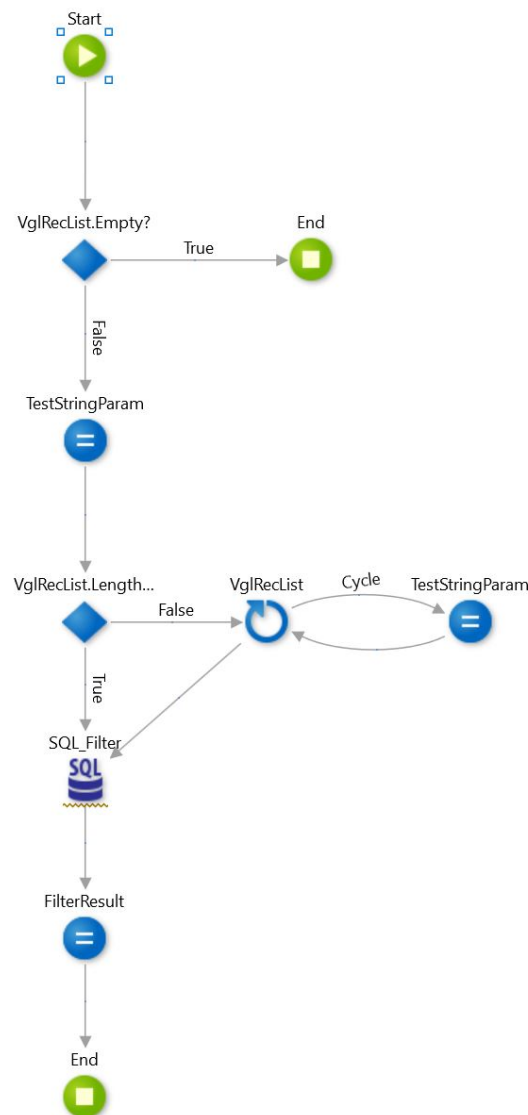 Start
VglRecList.Empty?
True
End
False
TestStringParam
VglRecList.Length...
False
VglRecList
Cycle
TestStringParam
True
SQL_Filter
SQL
FilterResult
End